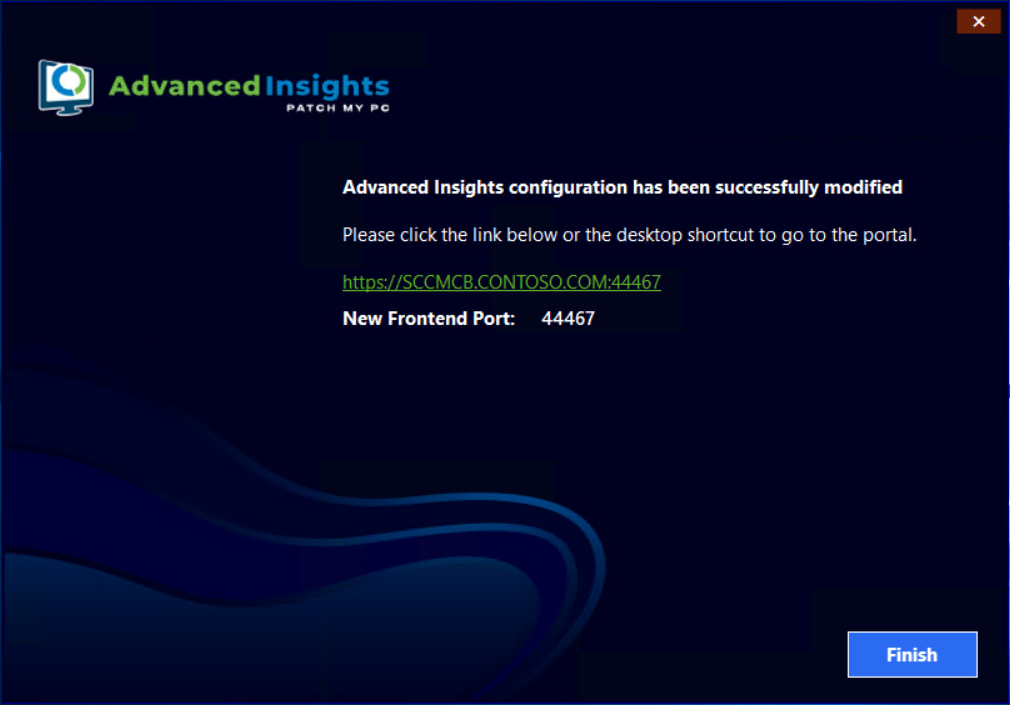 Advanced Insights
PATCH MY PC
Advanced Insights configuration has been successfully modified
Please click the link below or the desktop shortcut to go to the portal.
https://SCCMCB.CONTOSO.COM:44467
New Frontend Port: 44467
Finish